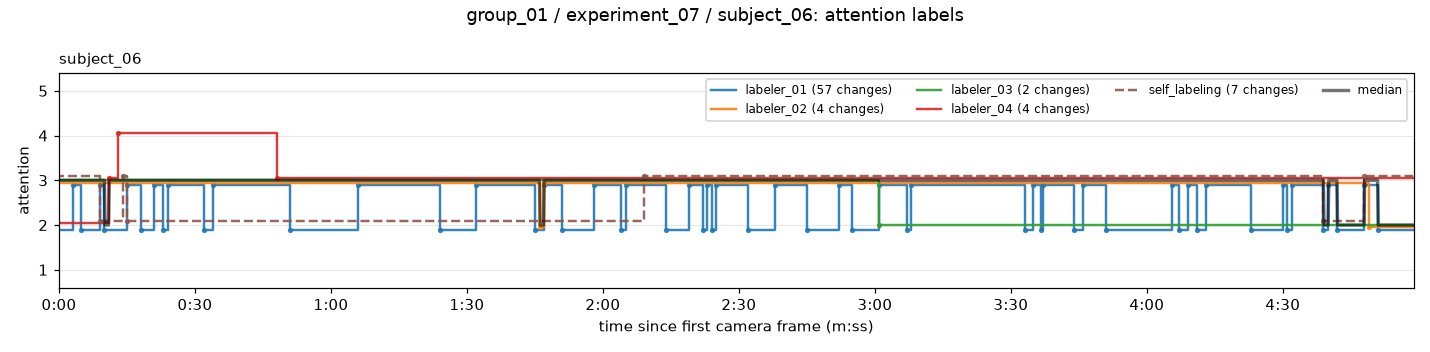 group_01 / experiment_07 / subject_06: attention labels
subject_06
labeler_01 (57 changes)
labeler_02 (4 changes)
labeler_03 (2 changes)
labeler_04 (4 changes)
self_labeling (7 changes)
median
attention
5
4
3
2
1
0:00 0:30 1:00 1:30 2:00 2:30 3:00 3:30 4:00 4:30
time since first camera frame (m:ss)